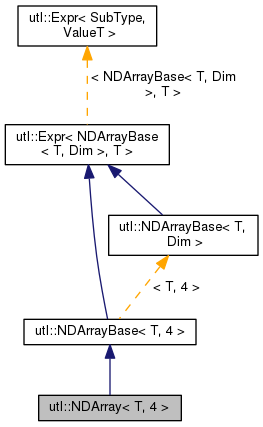 utl::Expr< SubType,
ValueT >
< NDArrayBase< T, Dim
>, T >
utl::Expr< NDArrayBase
< T, Dim >, T >
utl::NDArrayBase< T,
Dim >
< T, 4 >
utl::NDArrayBase< T, 4 >
utl::NDArray< T, 4 >